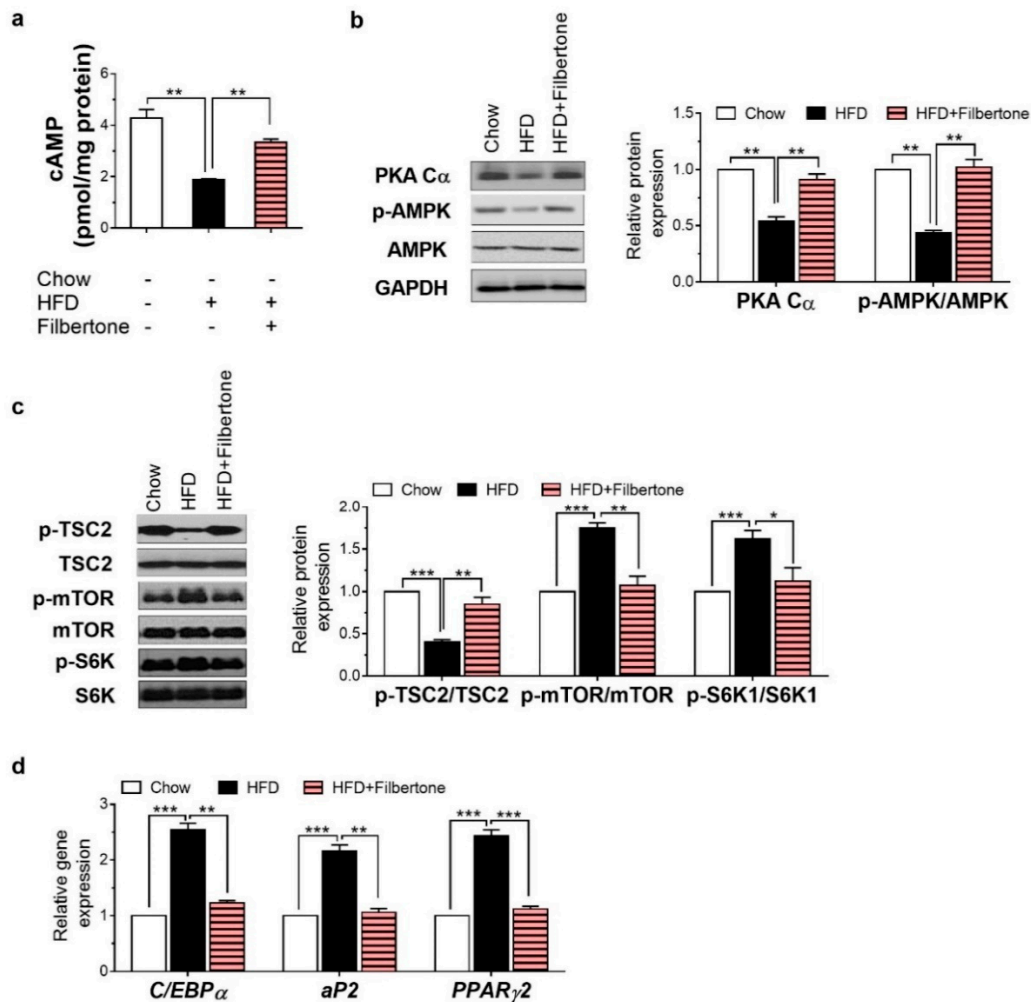 a
** **
6
4
2
0
cAMP
(pmol/mg protein)
Chow - - -
HFD - + +
Filbertone - - +
b
Chow
HFD
HFD+Filbertone
PKA Cα
p-AMPK
AMPK
GAPDH
Chow HFD HFD+Filbertone
Relative protein
expression
1.5
1.0
0.5
0.0
** ** ** **
PKA Cα p-AMPK/AMPK
c
Chow
HFD
HFD+Filbertone
p-TSC2
TSC2
p-mTOR
mTOR
p-S6K
S6K
Chow HFD HFD+Filbertone
Relative protein
expression
2.0
1.5
1.0
0.5
0.0
*** ** *** ** *** *
p-TSC2/TSC2 p-mTOR/mTOR p-S6K1/S6K1
d
Chow HFD HFD+Filbertone
Relative gene
expression
3
2
1
0
*** ** *** ** *** ***
C/EBPα aP2 PPARγ2